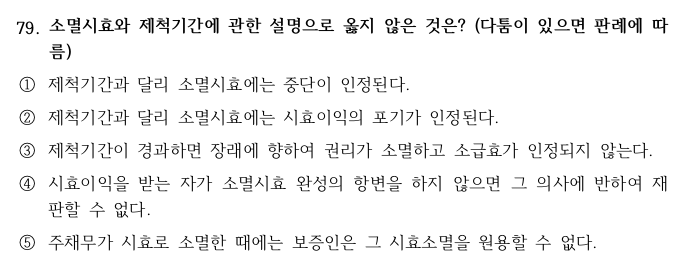 79. 소멸시효와 제척기간에 관한 설명으로 옳지 않은 것은? (다툼이 있으면 판례에 따
름)
① 제척기간과 달리 소멸시효에는 중단이 인정된다.
② 제척기간과 달리 소멸시효에는 시효이익의 포기가 인정된다.
③ 제척기간이 경과하면 장래에 향하여 권리가 소멸하고 소급효가 인정되지 않는다.
④ 시효이익을 받는 자가 소멸시효 완성의 항변을 하지 않으면 그 의사에 반하여 재
판할 수 없다.
⑤ 주채무가 시효로 소멸한 때에는 보증인은 그 시효소멸을 원용할 수 없다.